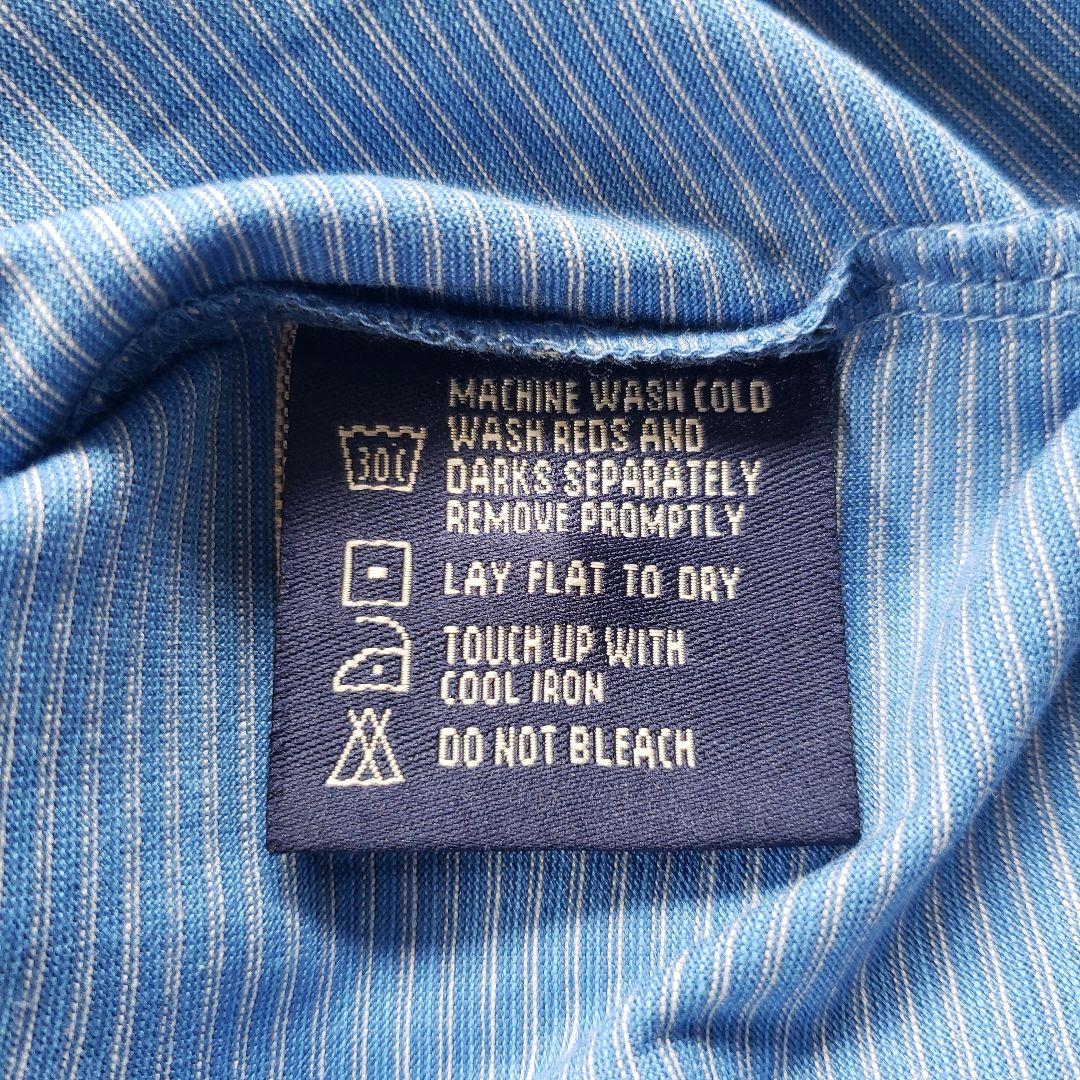 MACHINE WASH COLD
WASH REDS AND
DARKS SEPARATELY
REMOVE PROMPTLY
30C
LAY FLAT TO DRY
TOUCH UP WITH
COOL IRON
DO NOT BLEACH